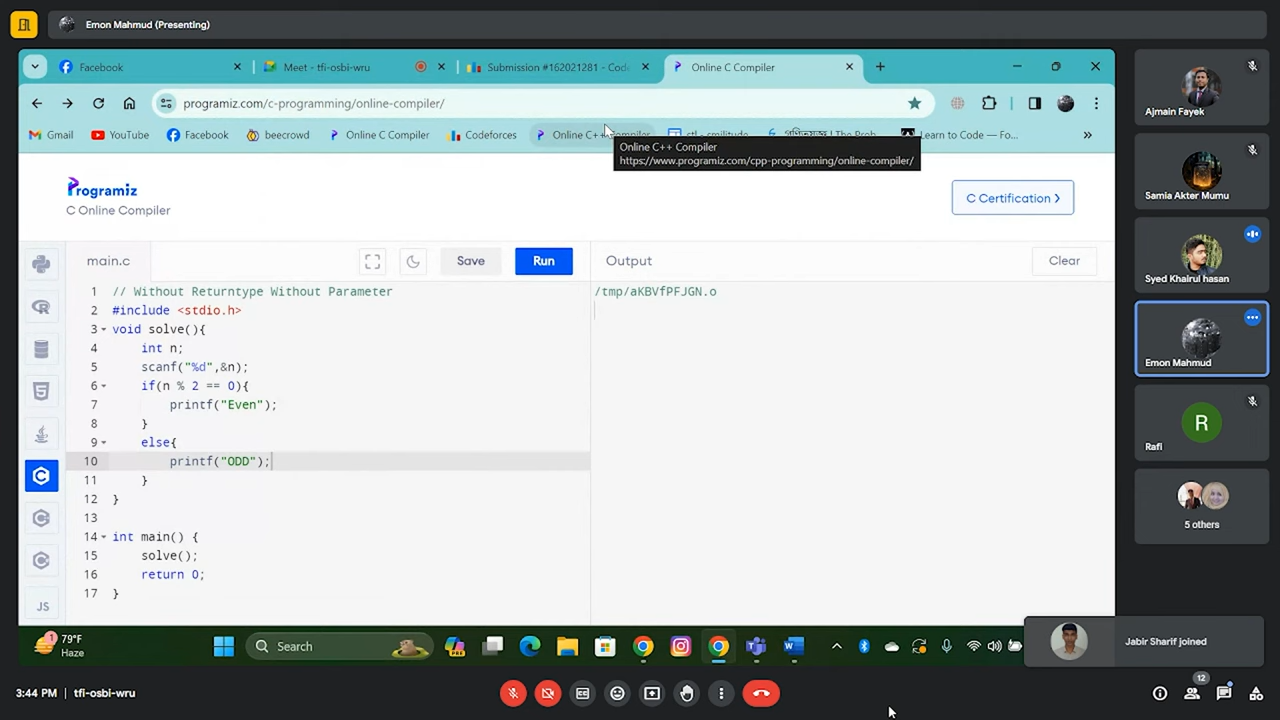 Emon Mahmud (Presenting)
Facebook
Meet - tfi-osbi-wru
Submission #162021281 - Code
Online C Compiler
programiz.com/c-programming/online-compiler/
Gmail
YouTube
Facebook
beecrowd
Online C Compiler
Codeforces
Online C++ Compiler
stl - smilitude
Learn to Code — Fo...
Online C++ Compiler
https://www.programiz.com/cpp-programming/online-compiler/
Programiz
C Online Compiler
C Certification >
main.c
Save
Run
Output
Clear
1 // Without Returntype Without Parameter
2 #include <stdio.h>
3 void solve(){
4 int n;
5 scanf("%d",&n);
6 if(n % 2 == 0){
7 printf("Even");
8 }
9 else{
10 printf("ODD");
11 }
12 }
13
14 int main() {
15 solve();
16 return 0;
17 }
/tmp/aKBVfPFJGN.o
JS
Ajmain Fayek
Samia Akter Mumu
Syed Khairul hasan
Emon Mahmud
R
Rafi
5 others
Jabir Sharif joined
1
79°F
Haze
Search
PRE
3:44 PM | tfi-osbi-wru
12